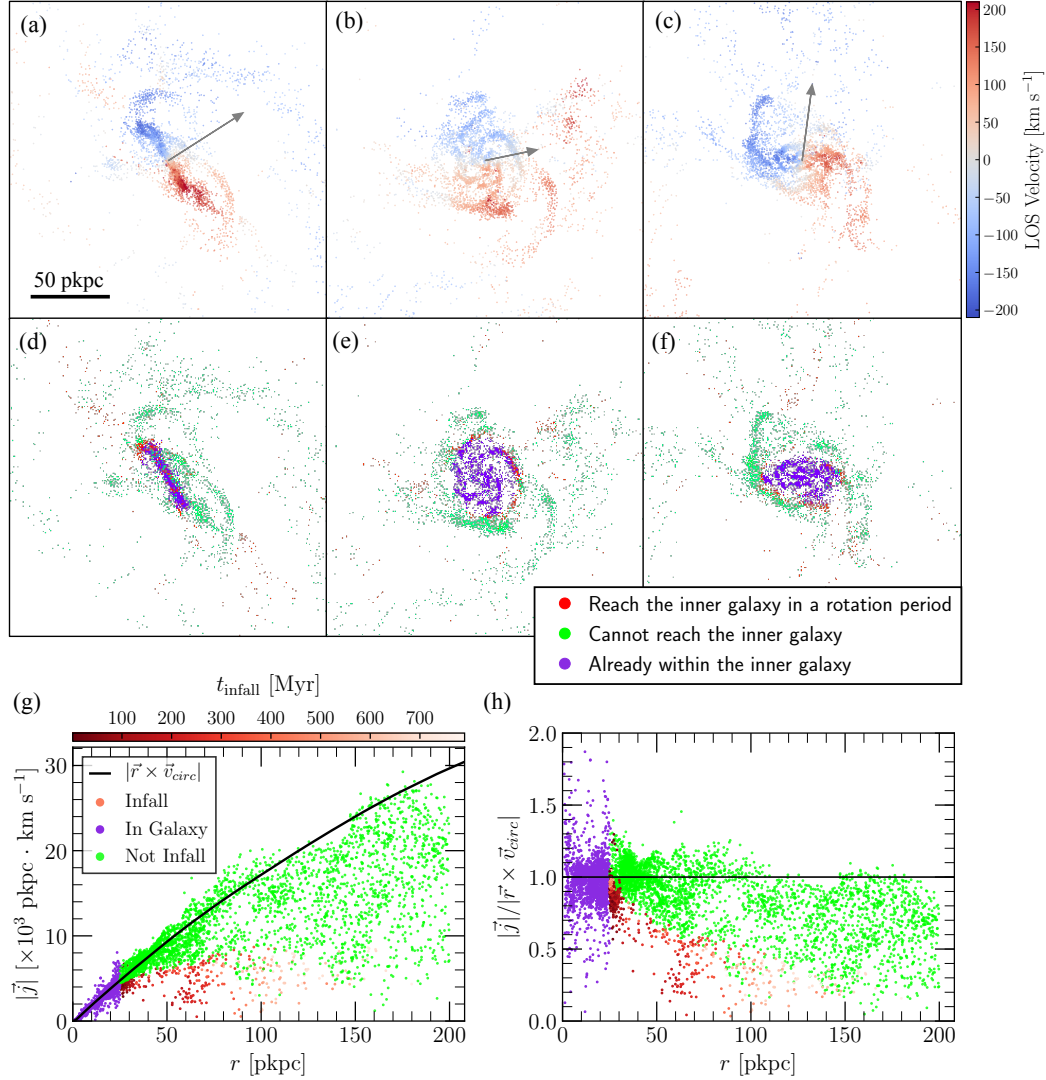 (a)
(b)
(c)
50 pkpc
200
150
100
50
0
−50
−100
−150
−200
LOS Velocity [km s⁻¹]
(d)
(e)
(f)
Reach the inner galaxy in a rotation period
Cannot reach the inner galaxy
Already within the inner galaxy
(g)
t_infall [Myr]
100 200 300 400 500 600 700
|j⃗| [×10³ pkpc · km s⁻¹]
30
20
10
0
|r⃗ × v⃗_circ|
Infall
In Galaxy
Not Infall
0 50 100 150 200
r [pkpc]
(h)
|j⃗|/|r⃗ × v⃗_circ|
2.0
1.5
1.0
0.5
0.0
0 50 100 150 200
r [pkpc]